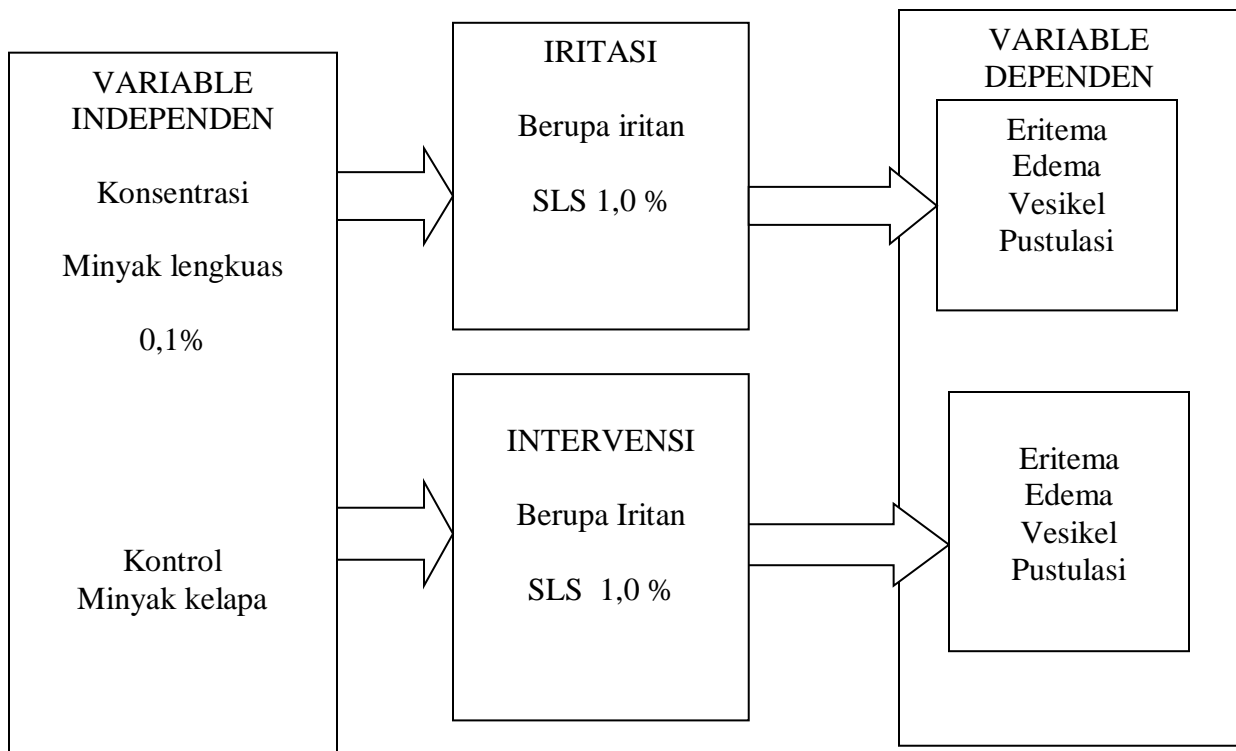 VARIABLE
INDEPENDEN
Konsentrasi
Minyak lengkuas
0,1%
Kontrol
Minyak kelapa
IRITASI
Berupa iritan
SLS 1,0 %
INTERVENSI
Berupa Iritan
SLS  1,0 %
VARIABLE
DEPENDEN
Eritema
Edema
Vesikel
Pustulasi
Eritema
Edema
Vesikel
Pustulasi